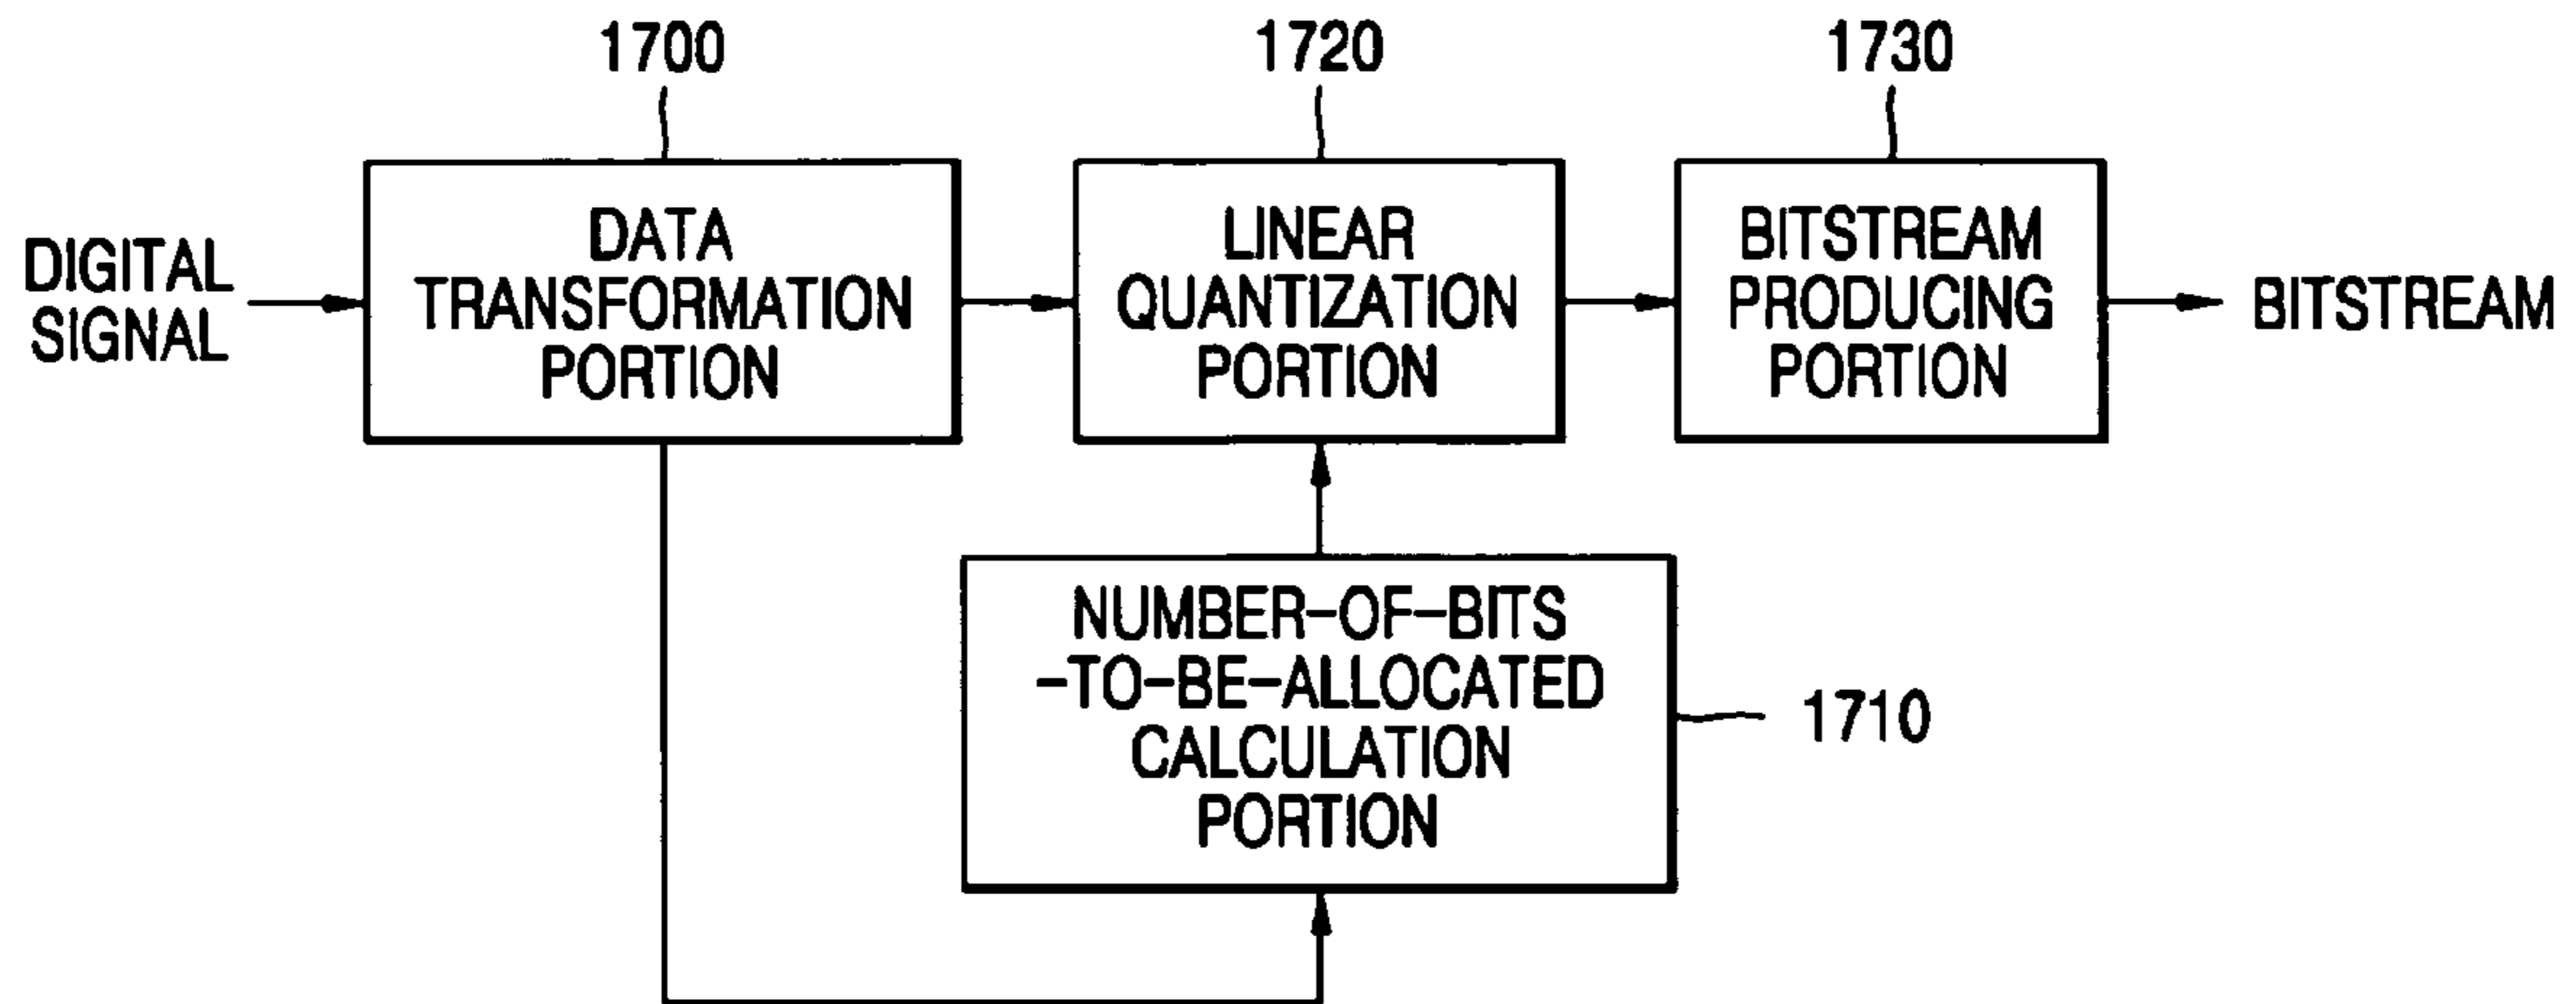 1700
1720
1730
DIGITAL
SIGNAL
DATA
TRANSFORMATION
PORTION
LINEAR
QUANTIZATION
PORTION
BITSTREAM
PRODUCING
PORTION
BITSTREAM
NUMBER-OF-BITS
-TO-BE-ALLOCATED
CALCULATION
PORTION
1710